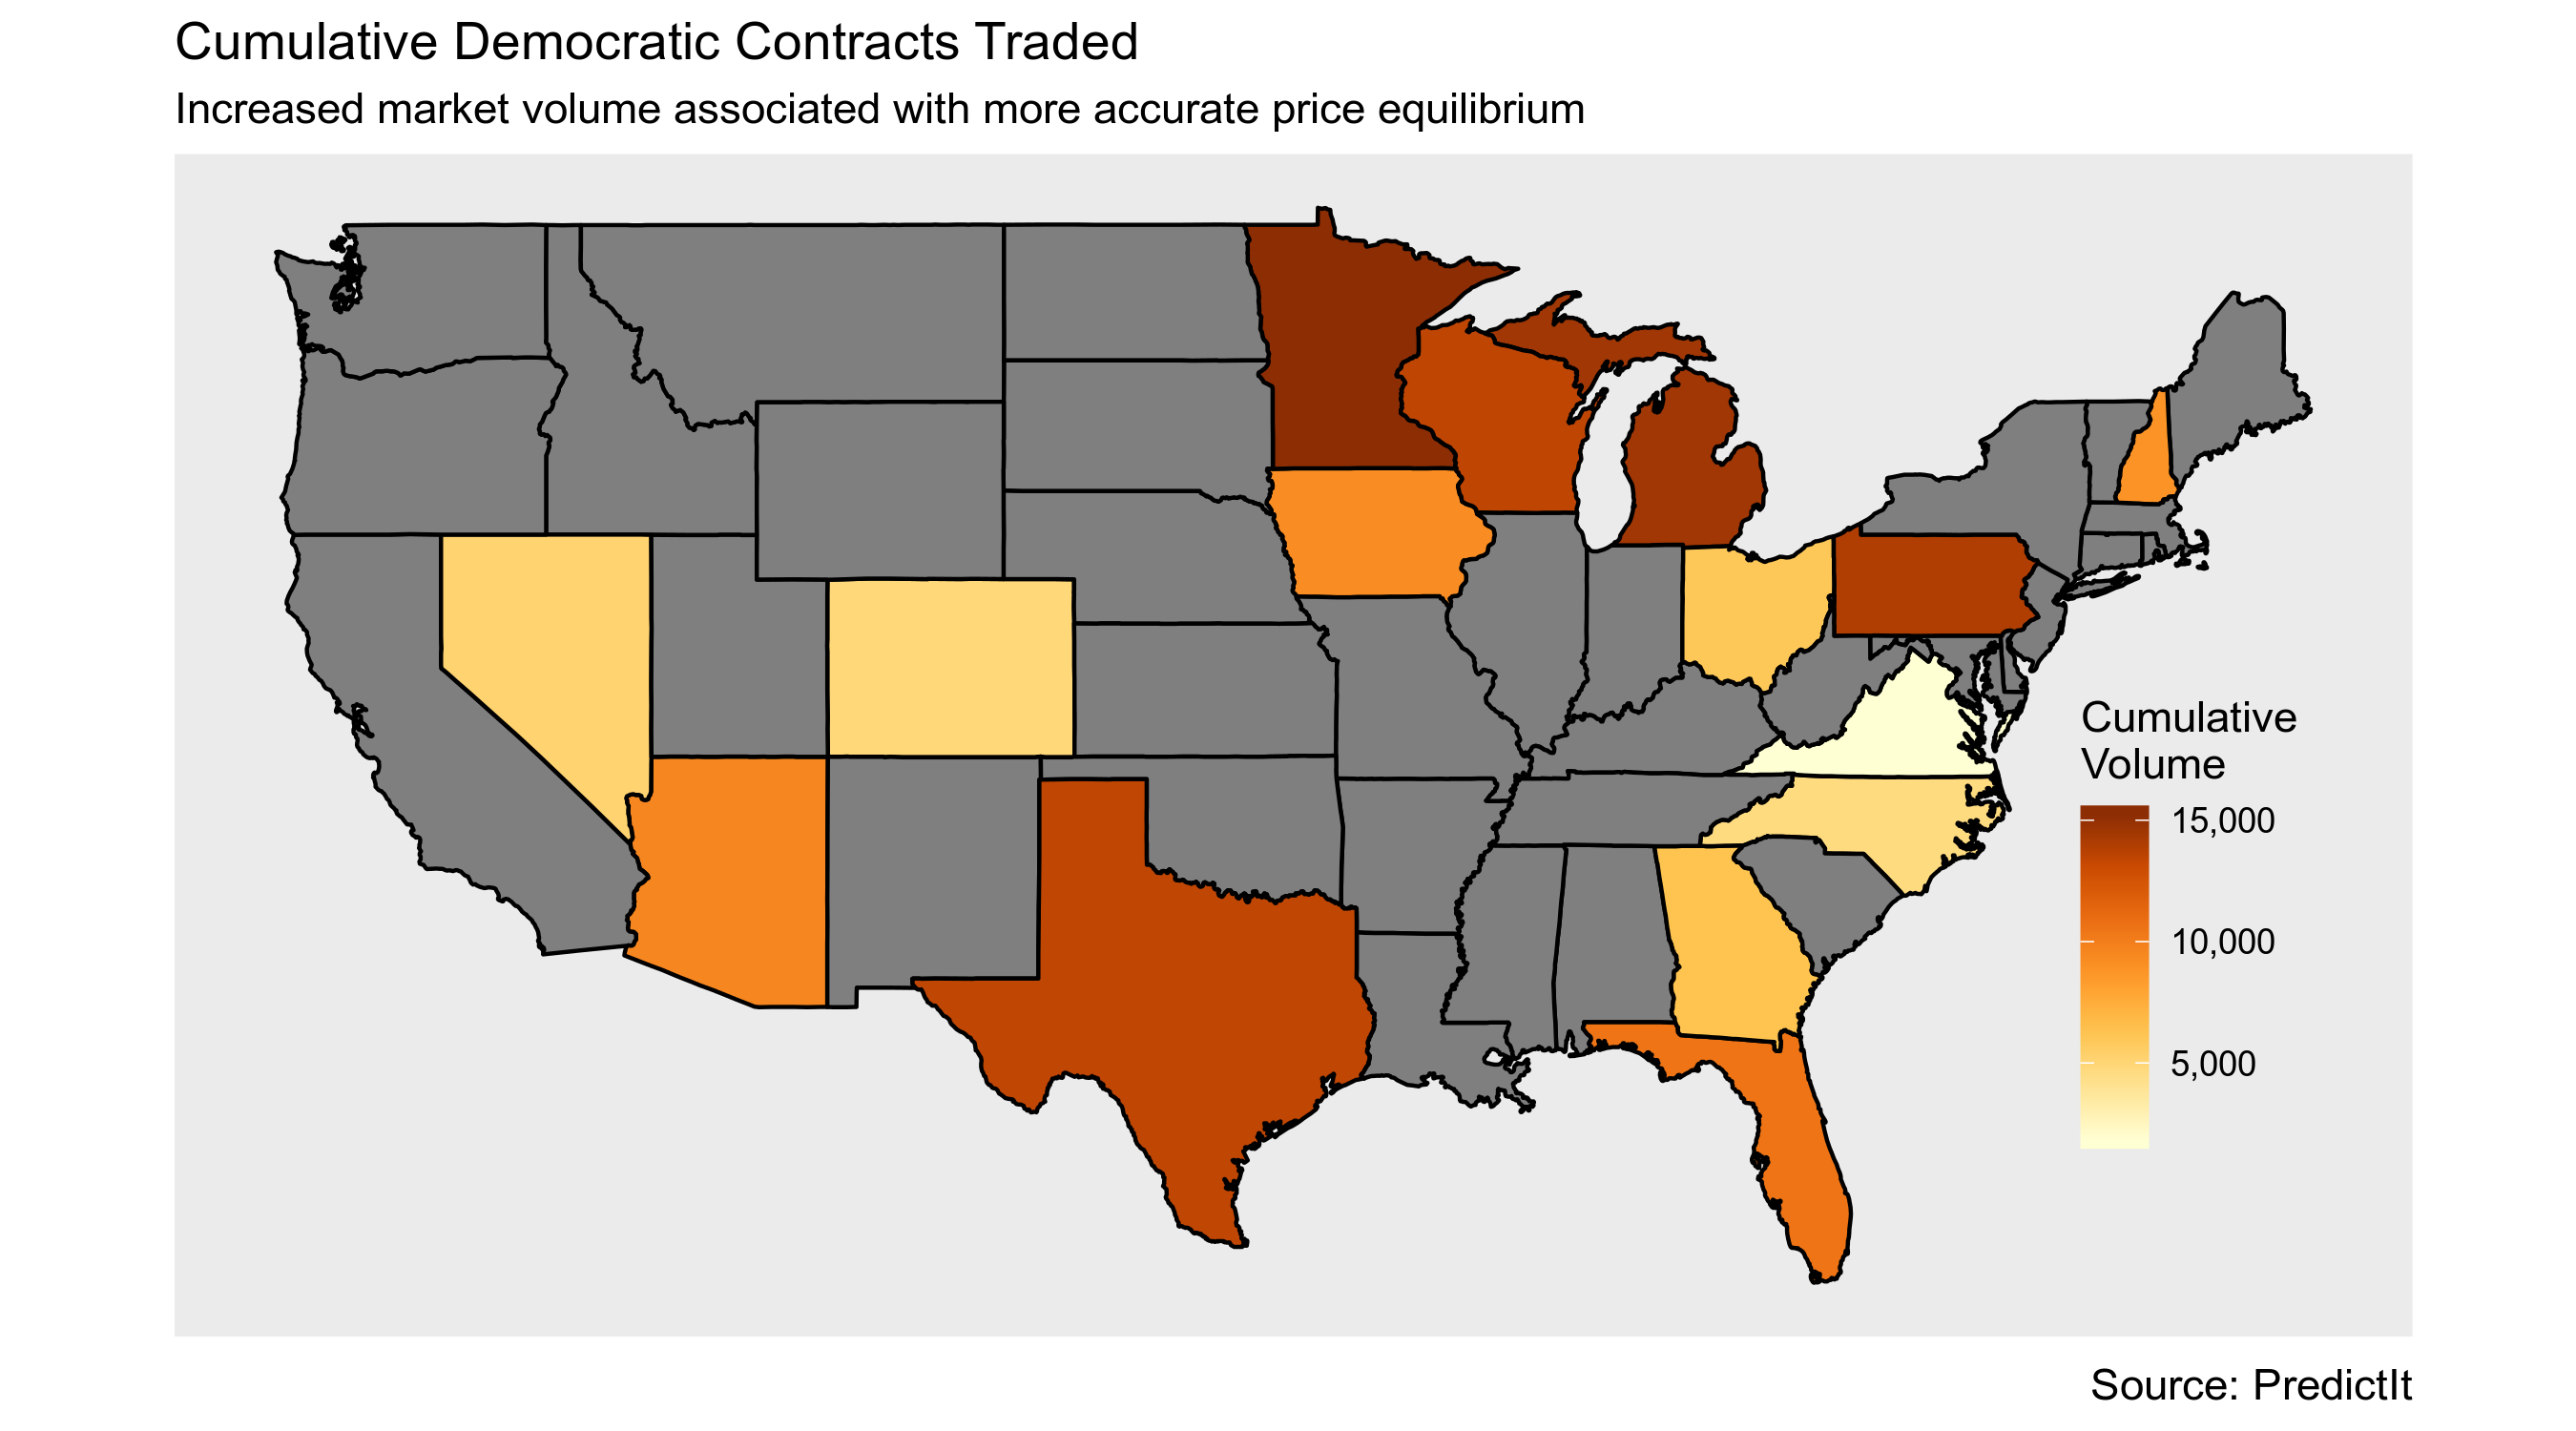 Cumulative Democratic Contracts Traded
Increased market volume associated with more accurate price equilibrium
Cumulative
Volume
15,000
10,000
5,000
Source: PredictIt